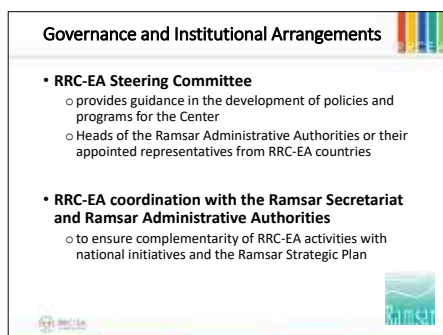 Governance and Institutional Arrangements
• RRC-EA Steering Committee
o provides guidance in the development of policies and
programs for the Center
o Heads of the Ramsar Administrative Authorities or their
appointed representatives from RRC-EA countries
• RRC-EA coordination with the Ramsar Secretariat
and Ramsar Administrative Authorities
o to ensure complementarity of RRC-EA activities with
national initiatives and the Ramsar Strategic Plan
RRC-EA
Ramsar